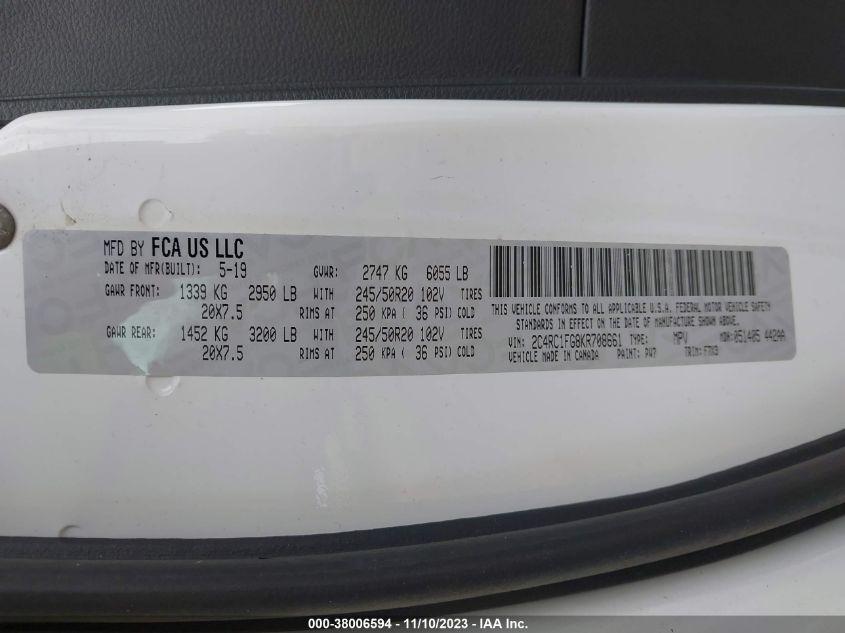 MFD BY FCA US LLC
DATE OF MFR(BUILT): 5-19 GVWR: 2747 KG 6055 LB
GAWR FRONT: 1339 KG 2950 LB WITH 245/50R20 102V TIRES
20X7.5 RIMS AT 250 KPA ( 36 PSI) COLD
GAWR REAR: 1452 KG 3200 LB WITH 245/50R20 102V TIRES
20X7.5 RIMS AT 250 KPA ( 36 PSI) COLD
THIS VEHICLE CONFORMS TO ALL APPLICABLE U.S.A. FEDERAL MOTOR VEHICLE SAFETY
STANDARDS IN EFFECT ON THE DATE OF MANUFACTURE SHOWN ABOVE.
VIN: 2C4RC1FG8KR708661 TYPE: MPV MDH: 051405 442AA
VEHICLE MADE IN CANADA PAINT: PW7 TRIM:
000-38006594 - 11/10/2023 - IAA Inc.